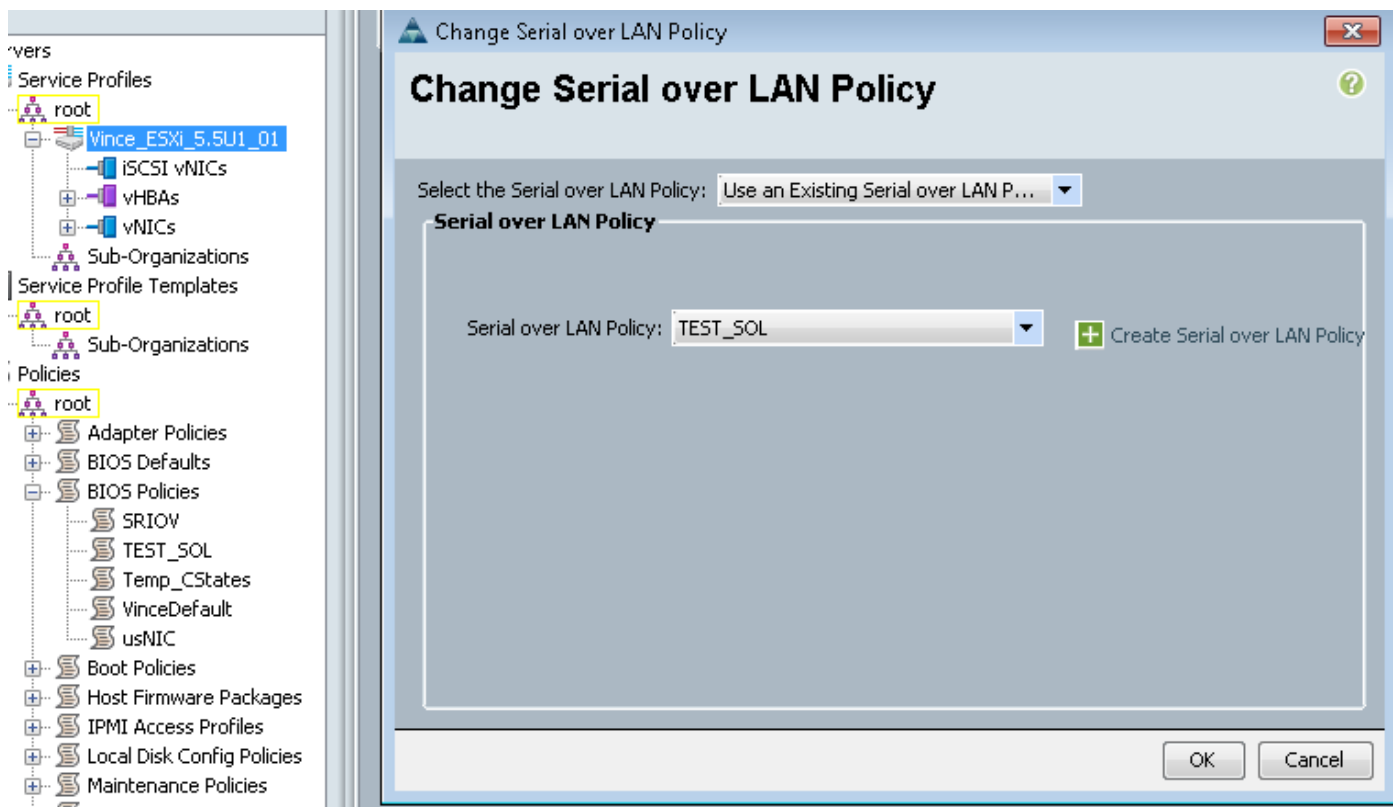 rvers
Service Profiles
root
Vince_ESXi_5.5U1_01
iSCSI vNICs
vHBAs
vNICs
Sub-Organizations
Service Profile Templates
root
Sub-Organizations
Policies
root
Adapter Policies
BIOS Defaults
BIOS Policies
SRIOV
TEST_SOL
Temp_CStates
VinceDefault
usNIC
Boot Policies
Host Firmware Packages
IPMI Access Profiles
Local Disk Config Policies
Maintenance Policies
Change Serial over LAN Policy
Change Serial over LAN Policy
Select the Serial over LAN Policy: Use an Existing Serial over LAN P...
Serial over LAN Policy
Serial over LAN Policy: TEST_SOL Create Serial over LAN Policy
OK Cancel